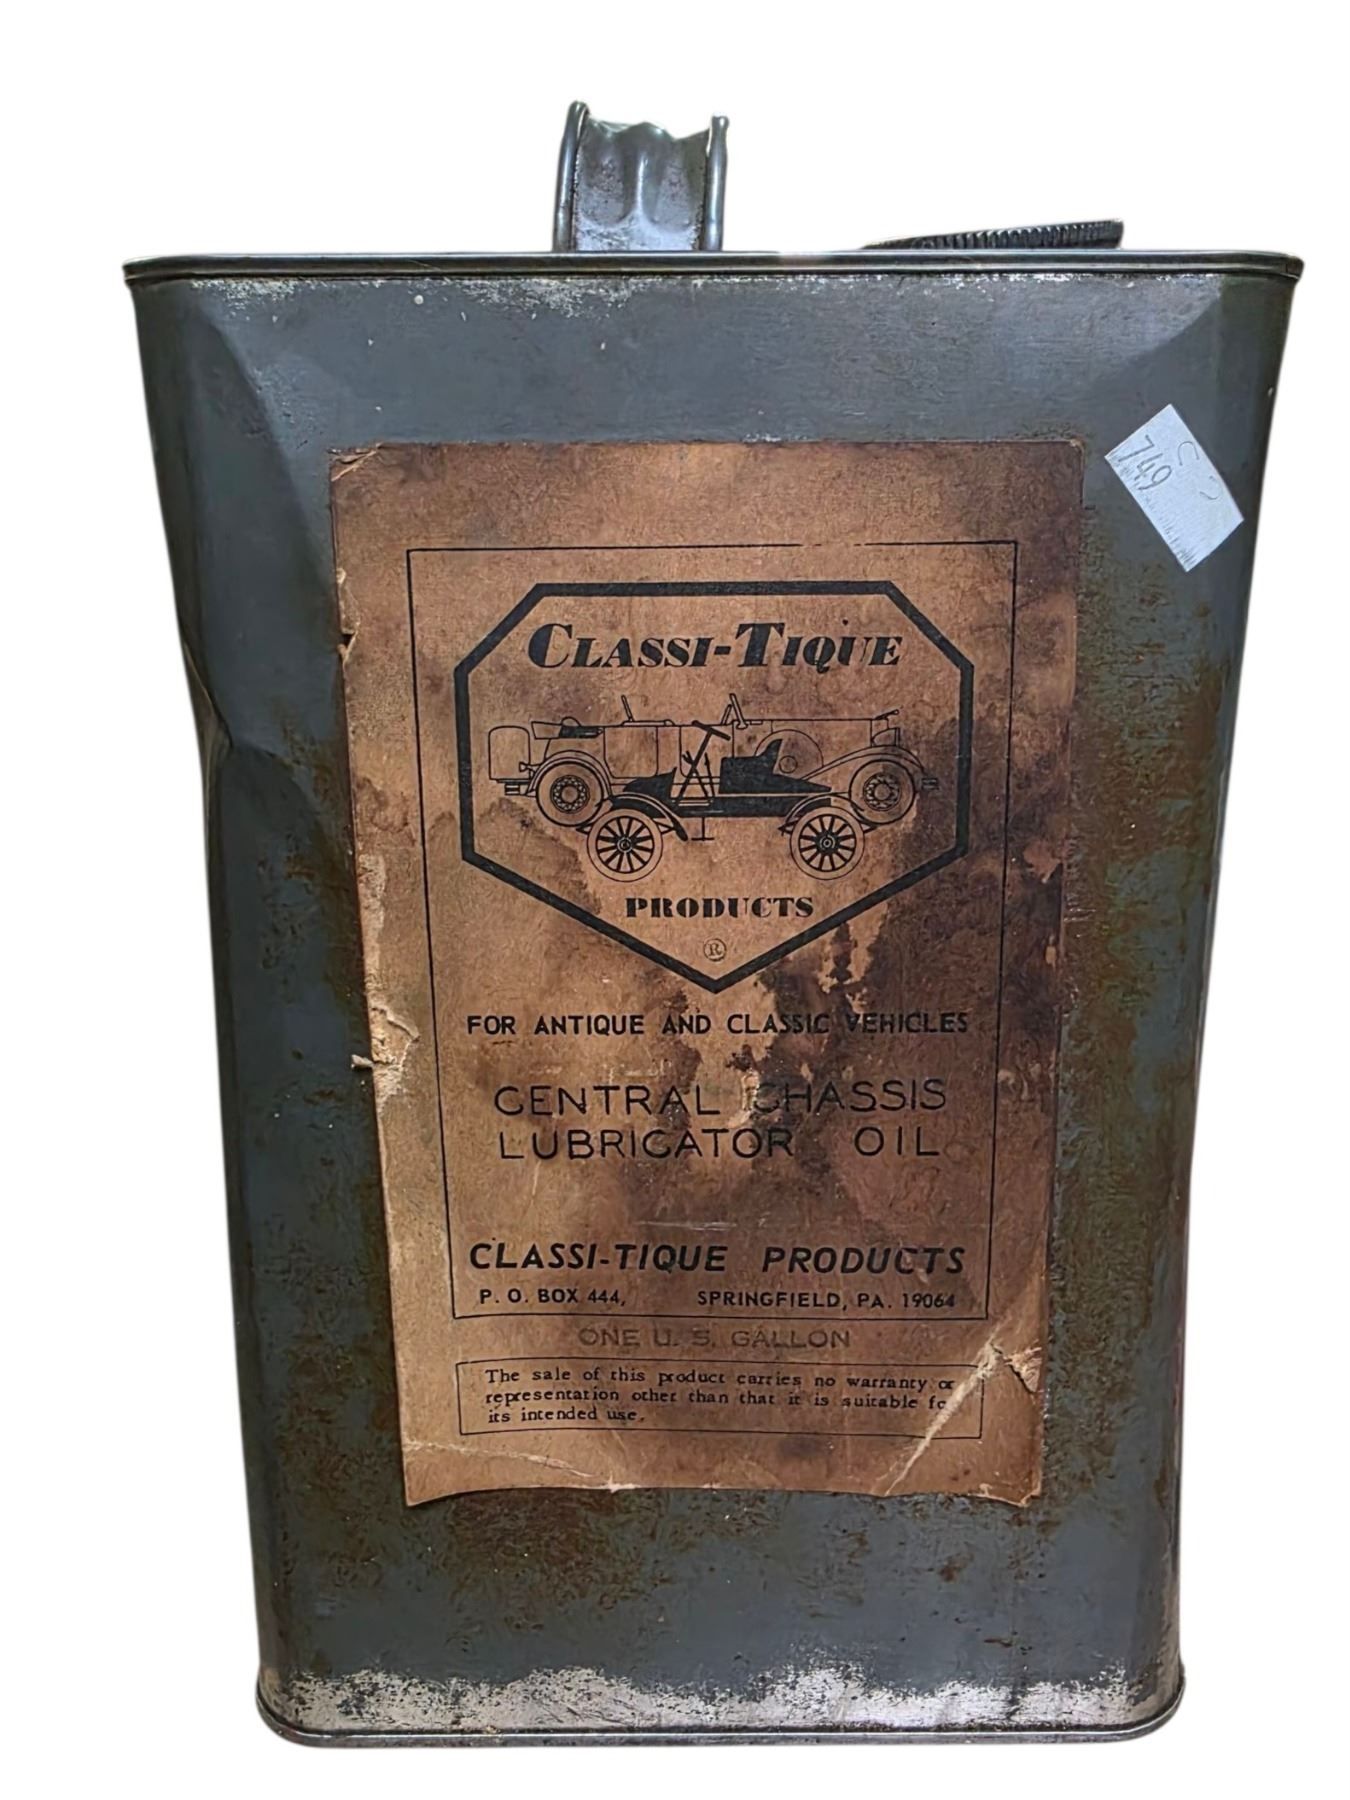 749
CLASSI-TIQUE
PRODUCTS
®
FOR ANTIQUE AND CLASSIC VEHICLES
CENTRAL CHASSIS
LUBRICATOR OIL
CLASSI-TIQUE PRODUCTS
P. O. BOX 444, SPRINGFIELD, PA. 19064
ONE U. S. GALLON
The sale of this product carries no warranty or
representation other than that it is suitable
its intended use.